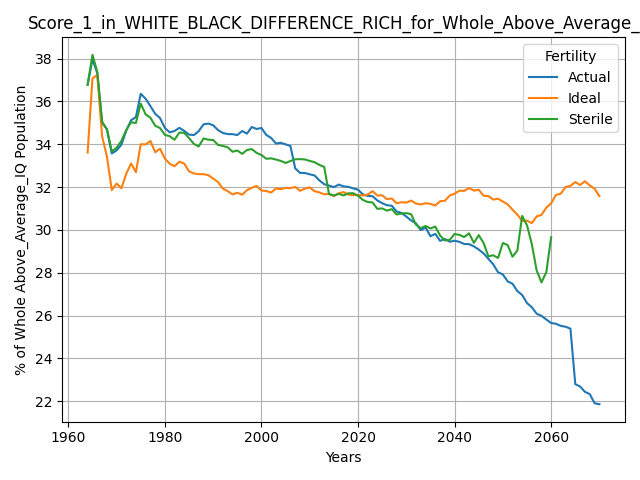 Score_1_in_WHITE_BLACK_DIFFERENCE_RICH_for_Whole_Above_Average_
Fertility
Actual
Ideal
Sterile
% of Whole Above_Average_IQ Population
38
36
34
32
30
28
26
24
22
1960
1980
2000
2020
2040
2060
Years